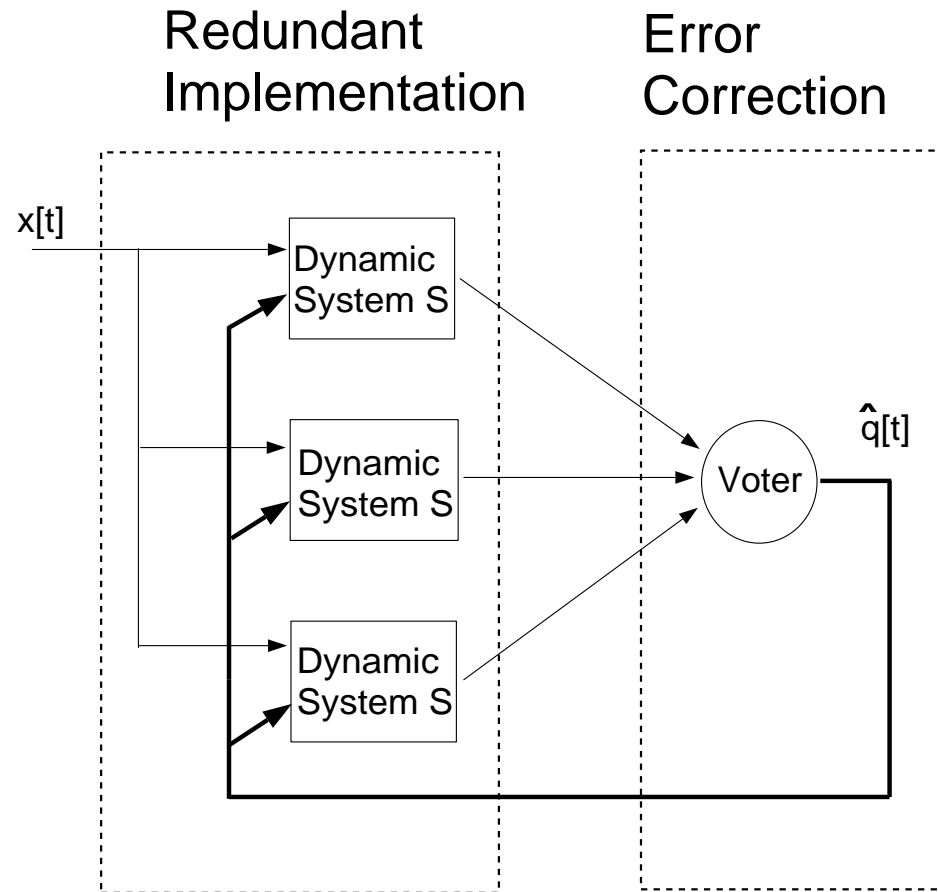 Redundant
Implementation
Error
Correction
x[t]
Dynamic
System S
Dynamic
System S
Voter
q̂[t]
Dynamic
System S